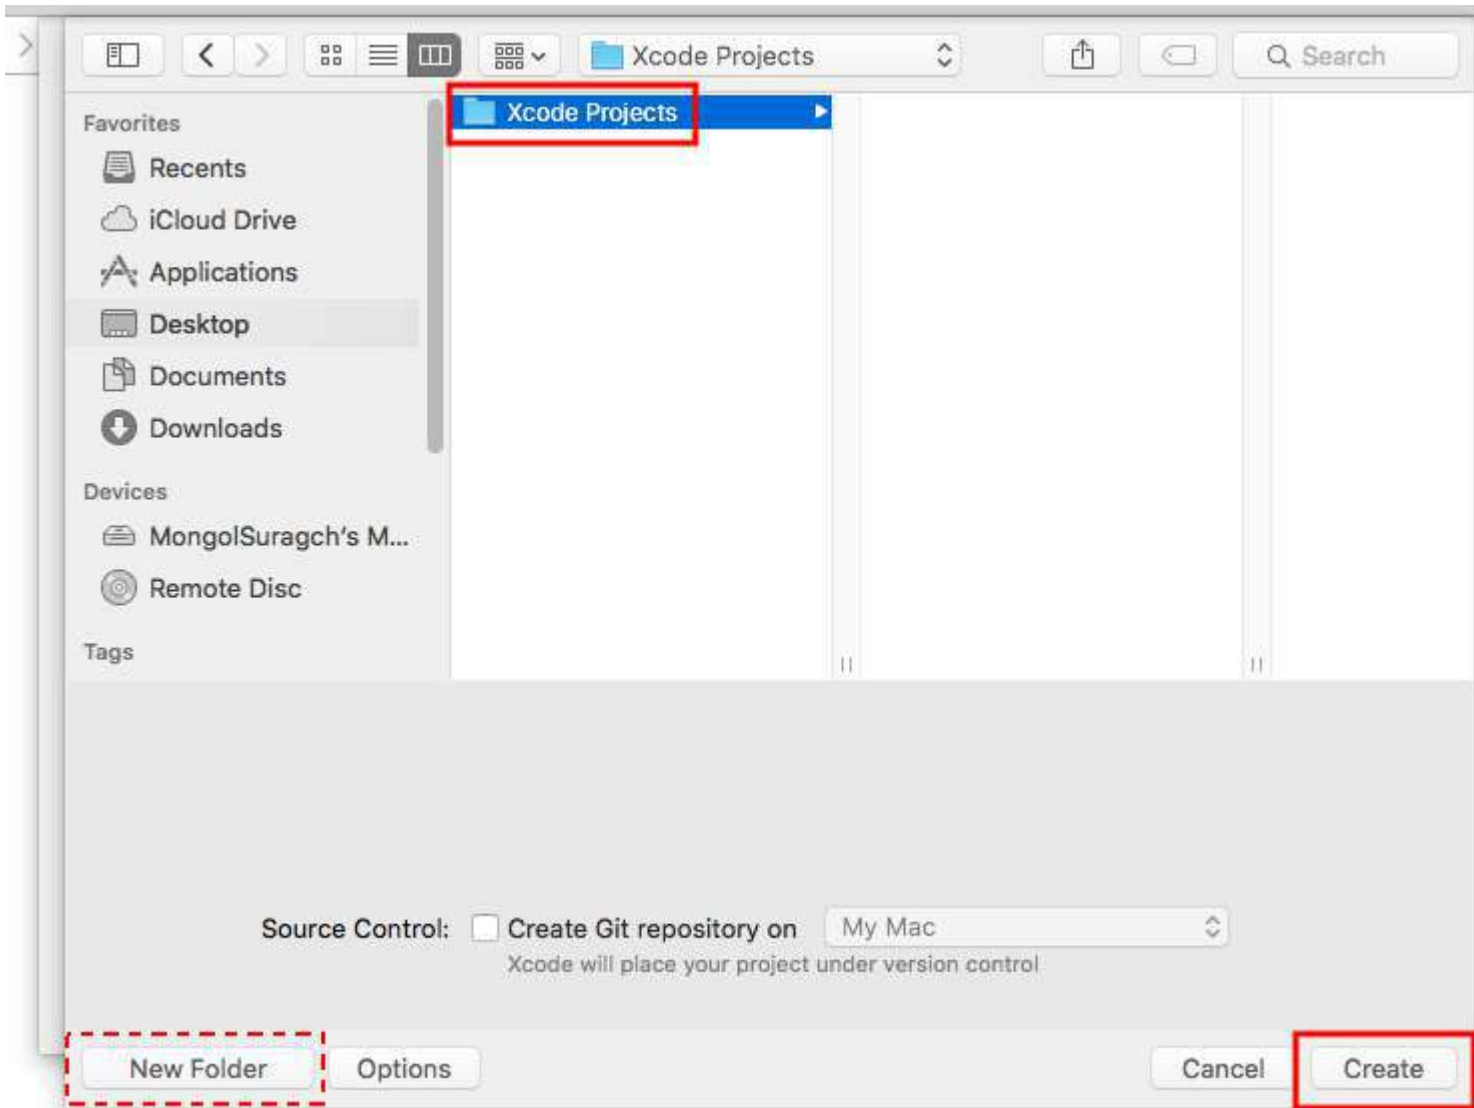 Xcode Projects
Search
Favorites
Xcode Projects
Recents
iCloud Drive
Applications
Desktop
Documents
Downloads
Devices
MongolSuragch's M...
Remote Disc
Tags
Source Control: Create Git repository on My Mac
Xcode will place your project under version control
New Folder Options Cancel Create